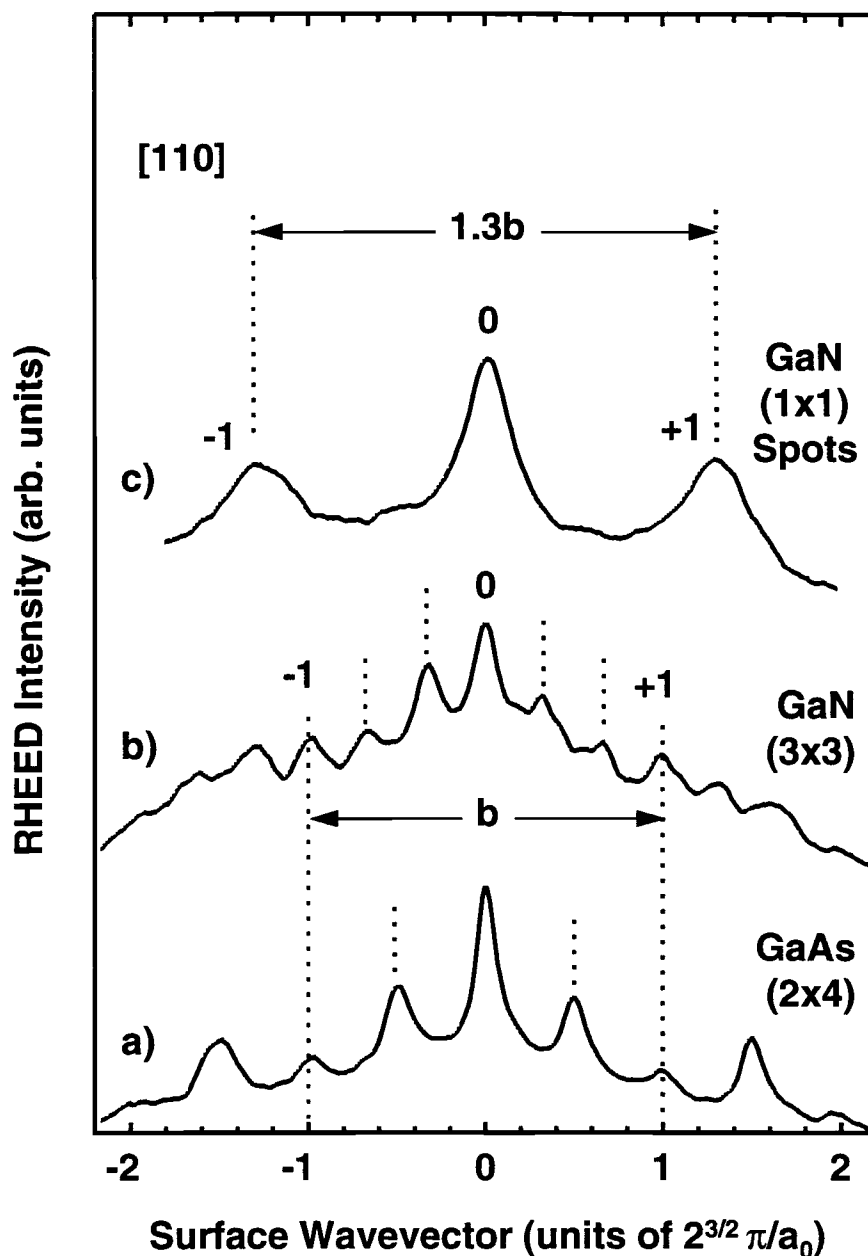 [110]
1.3b
0
GaN
(1x1)
Spots
-1
+1
c)
0
-1
+1
GaN
(3x3)
b)
b
GaAs
(2x4)
a)
-2 -1 0 1 2
Surface Wavevector (units of 2^{3/2} π/a₀)
RHEED Intensity (arb. units)